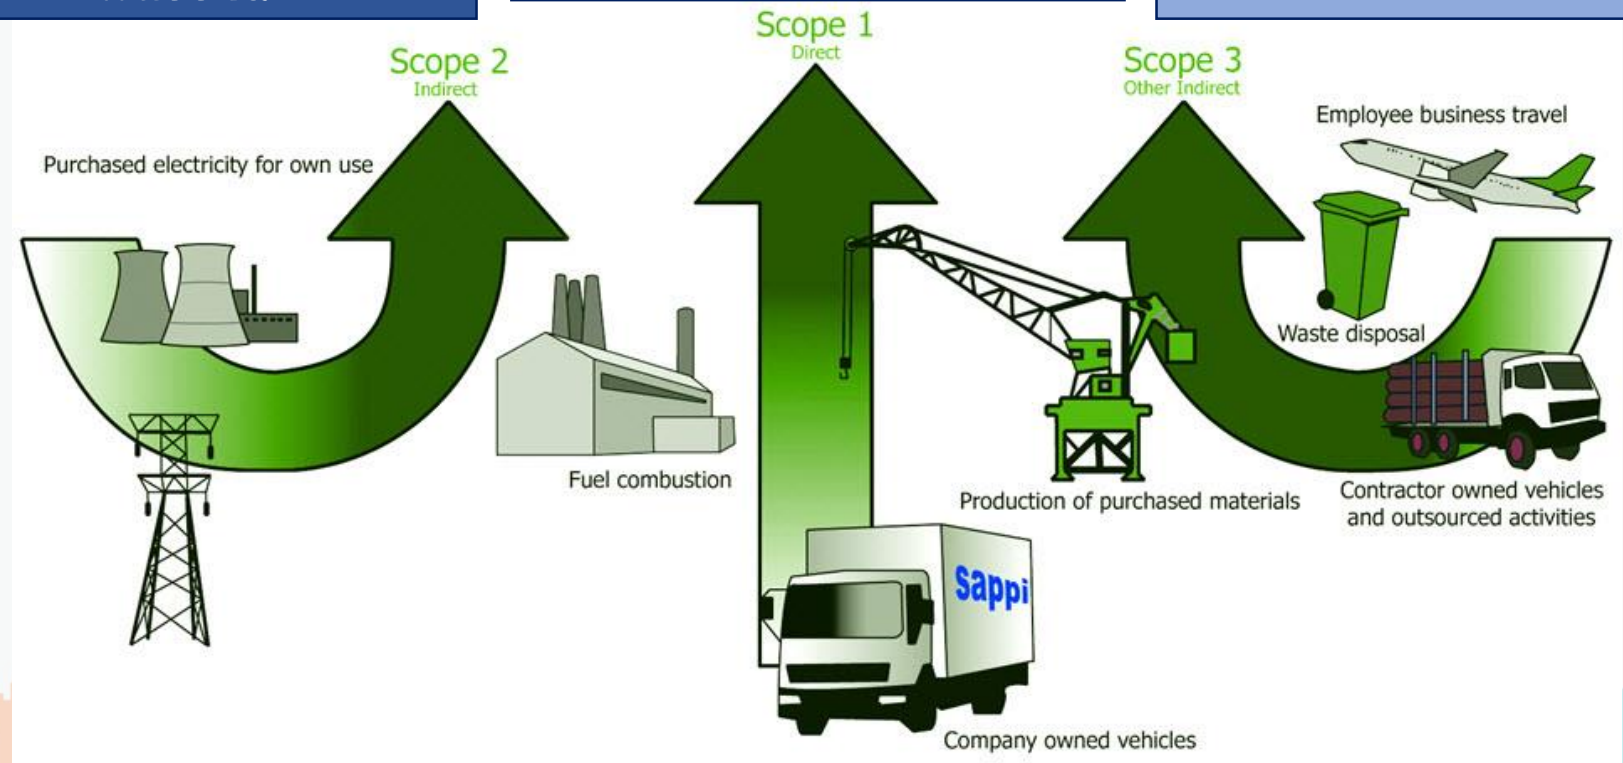 Scope 2
Indirect
Scope 1
Direct
Scope 3
Other Indirect
Purchased electricity for own use
Employee business travel
Waste disposal
Fuel combustion
Production of purchased materials
Contractor owned vehicles
and outsourced activities
sappi
Company owned vehicles